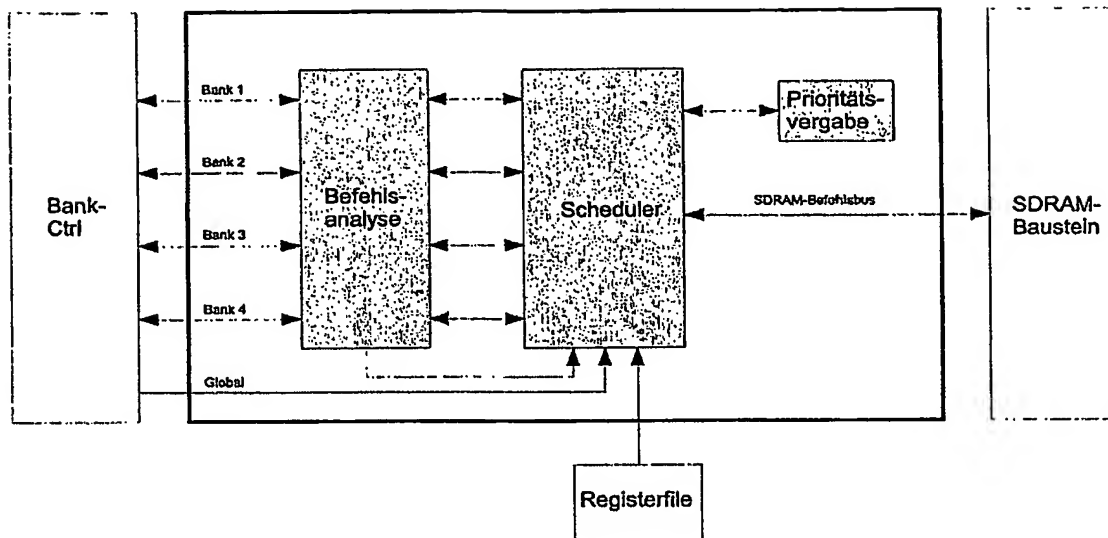 Bank 1
Prioritäts-
vergabe
Bank 2
Befehls-
analyse
Bank-
Ctrl
Scheduler
SDRAM-Befehlsbus
SDRAM-
Baustein
Bank 3
Bank 4
Global
Registerfile